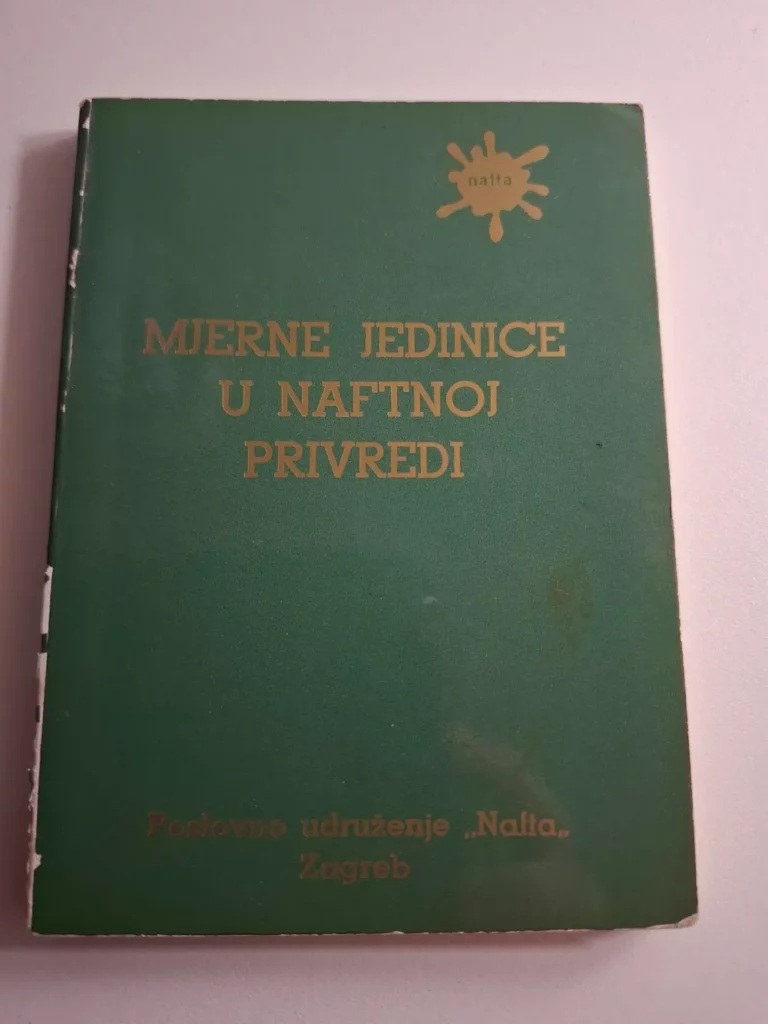 nafta
MJERNE JEDINICE
U NAFTNOJ
PRIVREDI
Poslovno udruženje „Nafta„
Zagreb